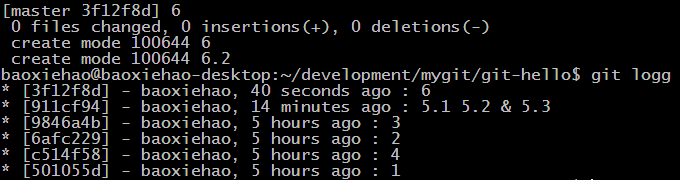 [master 3f12f8d] 6
 0 files changed, 0 insertions(+), 0 deletions(-)
 create mode 100644 6
 create mode 100644 6.2
baoxiehao@baoxiehao-desktop:~/development/mygit/git-hello$ git logg
* [3f12f8d] - baoxiehao, 40 seconds ago : 6
* [911cf94] - baoxiehao, 14 minutes ago : 5.1 5.2 & 5.3
* [9846a4b] - baoxiehao, 5 hours ago : 3
* [6afc229] - baoxiehao, 5 hours ago : 2
* [c514f58] - baoxiehao, 5 hours ago : 4
* [501055d] - baoxiehao, 5 hours ago : 1